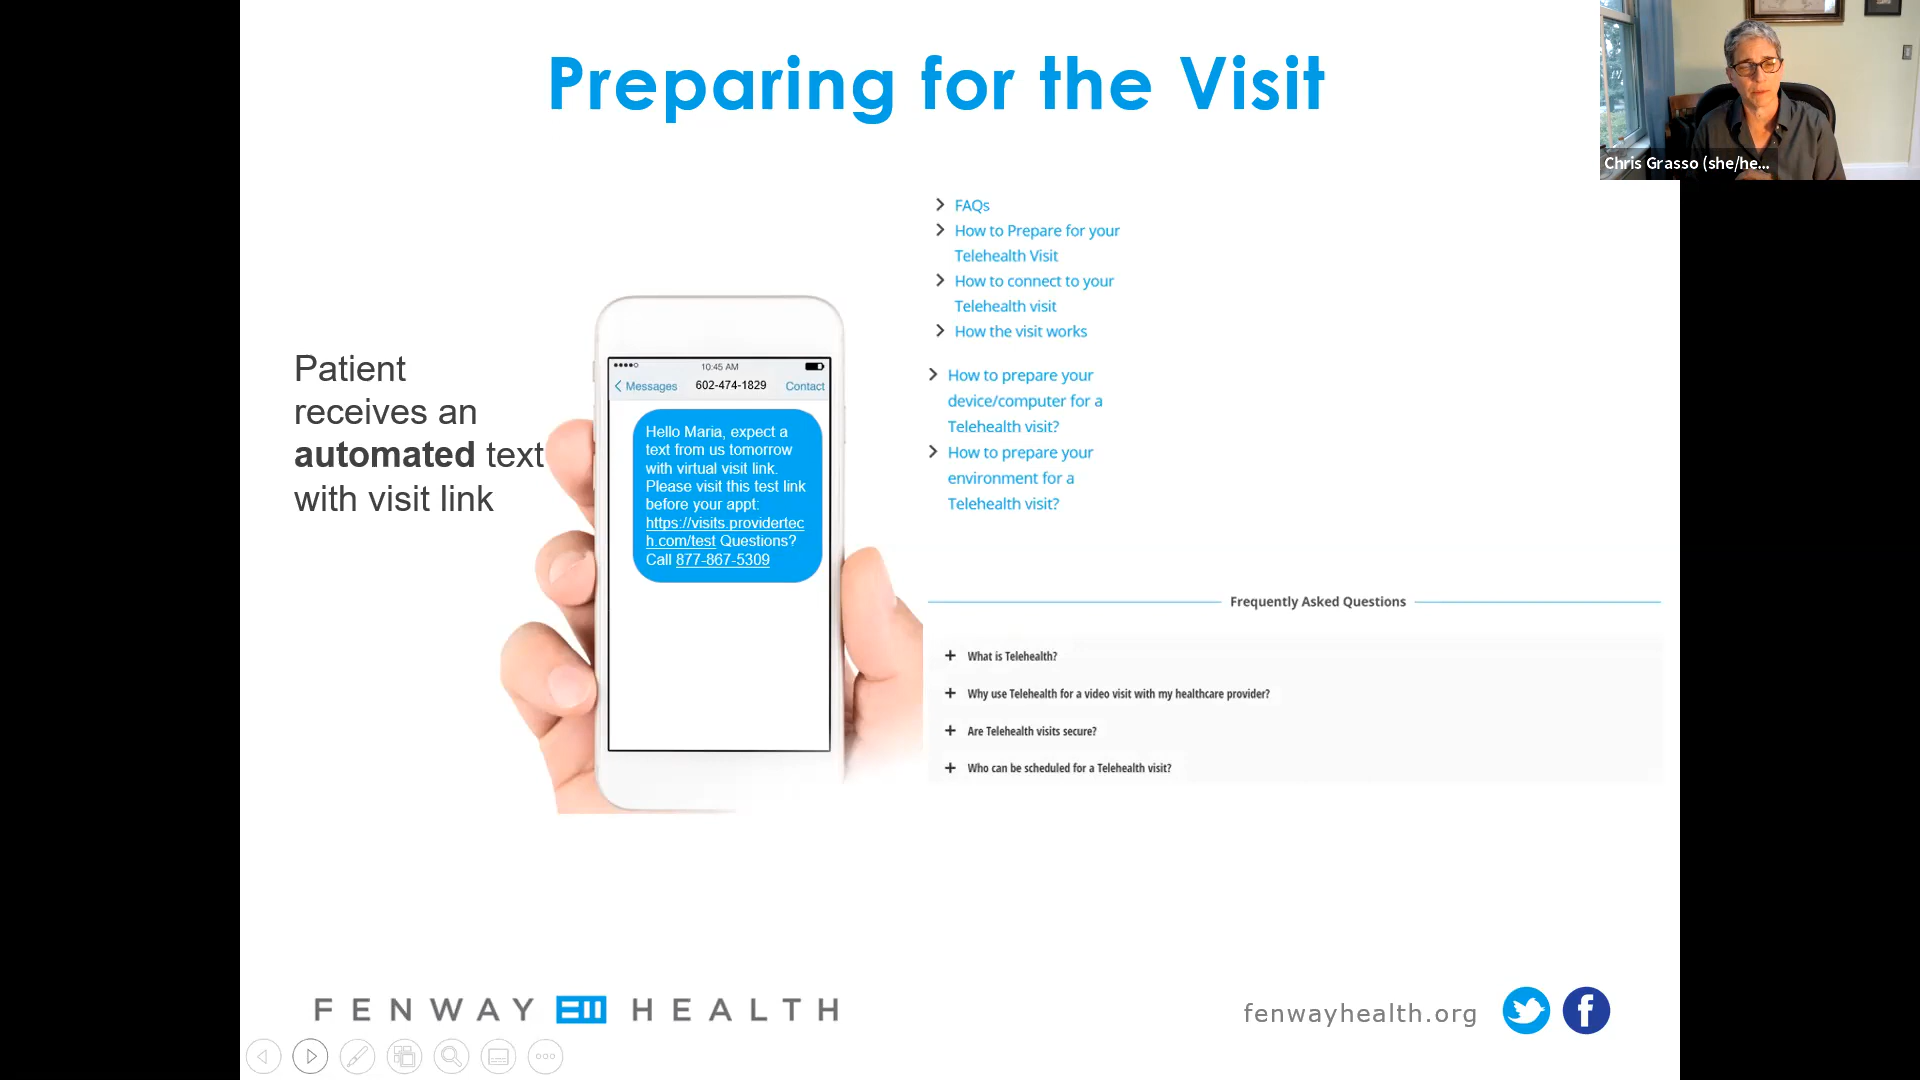 Preparing for the Visit
Chris Grasso (she/he...
FAQs
How to Prepare for your
Telehealth Visit
How to connect to your
Telehealth visit
How the visit works
How to prepare your
device/computer for a
Telehealth visit?
How to prepare your
environment for a
Telehealth visit?
Patient
receives an
automated text
with visit link
10:45 AM
Messages 602-474-1829 Contact
Hello Maria, expect a
text from us tomorrow
with virtual visit link.
Please visit this test link
before your appt:
https://visits.providertec
h.com/test Questions?
Call 877-867-5309
Frequently Asked Questions
What is Telehealth?
Why use Telehealth for a video visit with my healthcare provider?
Are Telehealth visits secure?
Who can be scheduled for a Telehealth visit?
FENWAY HEALTH
fenwayhealth.org